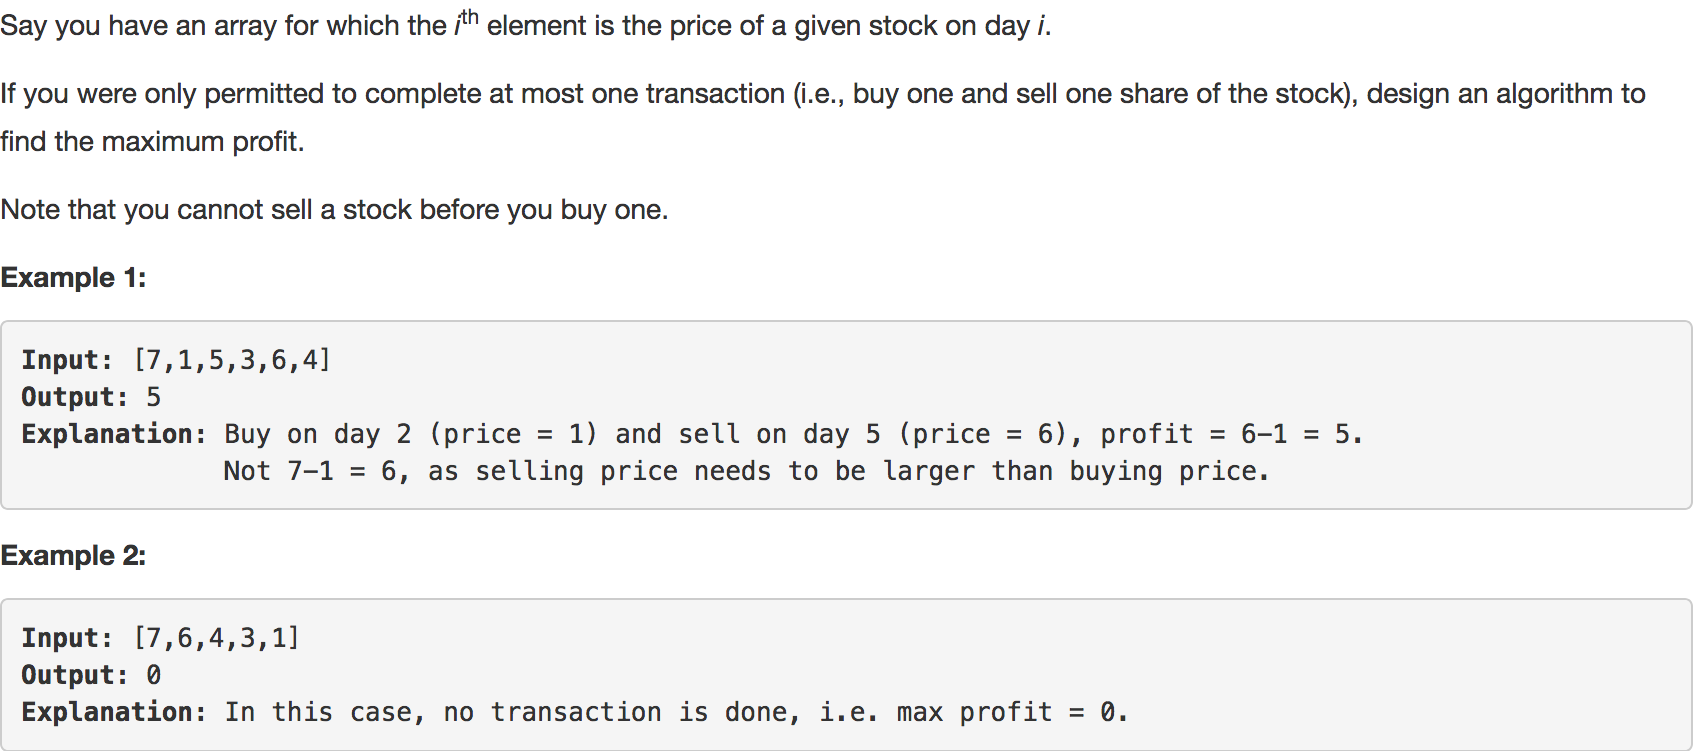 Say you have an array for which the ith element is the price of a given stock on day i.
If you were only permitted to complete at most one transaction (i.e., buy one and sell one share of the stock), design an algorithm to
find the maximum profit.
Note that you cannot sell a stock before you buy one.
Example 1:
Input: [7,1,5,3,6,4]
Output: 5
Explanation: Buy on day 2 (price = 1) and sell on day 5 (price = 6), profit = 6-1 = 5.
Not 7-1 = 6, as selling price needs to be larger than buying price.
Example 2:
Input: [7,6,4,3,1]
Output: 0
Explanation: In this case, no transaction is done, i.e. max profit = 0.